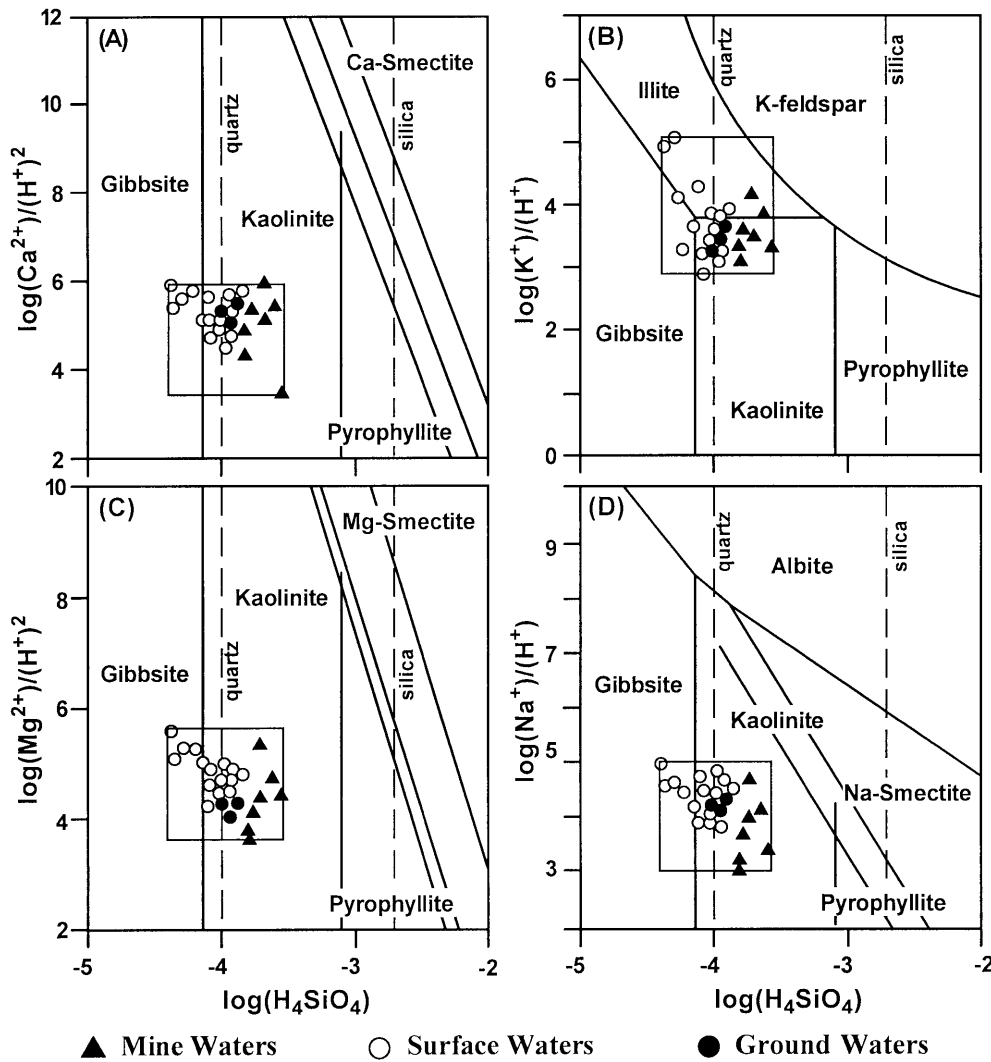 (A)
12
10
8
6
4
2
log(Ca²⁺)/(H⁺)²
Gibbsite
quartz
Kaolinite
Ca-Smectite
silica
Pyrophyllite
(B)
6
4
2
0
log(K⁺)/(H⁺)
Illite
quartz
K-feldspar
silica
Gibbsite
Kaolinite
Pyrophyllite
(C)
10
8
6
4
2
log(Mg²⁺)/(H⁺)²
Gibbsite
quartz
Kaolinite
Mg-Smectite
silica
Pyrophyllite
-5
-4
-3
-2
log(H₄SiO₄)
(D)
9
7
5
3
log(Na⁺)/(H⁺)
quartz
Albite
silica
Gibbsite
Kaolinite
Na-Smectite
Pyrophyllite
-5
-4
-3
-2
log(H₄SiO₄)
Mine Waters
Surface Waters
Ground Waters